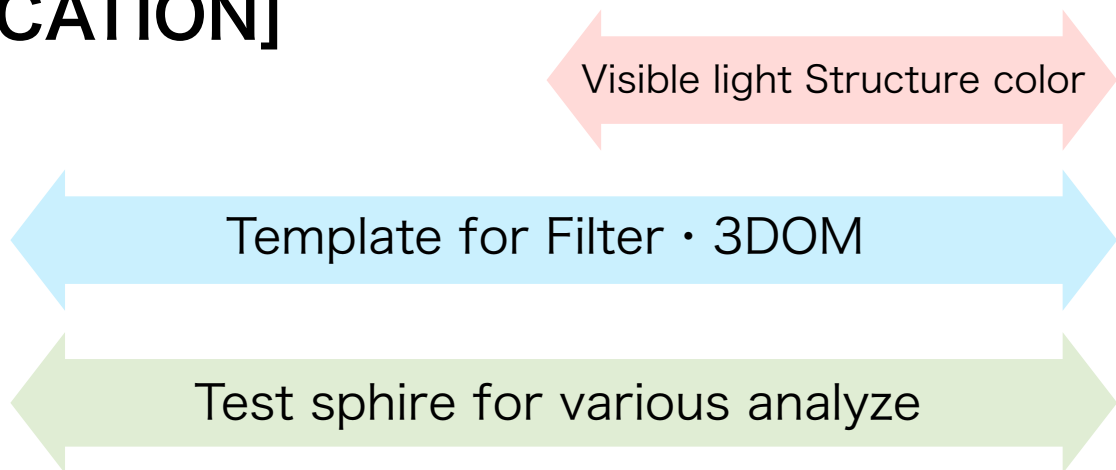 CATION]
Visible light Structure color
Template for Filter・3DOM
Test sphire for various analyze